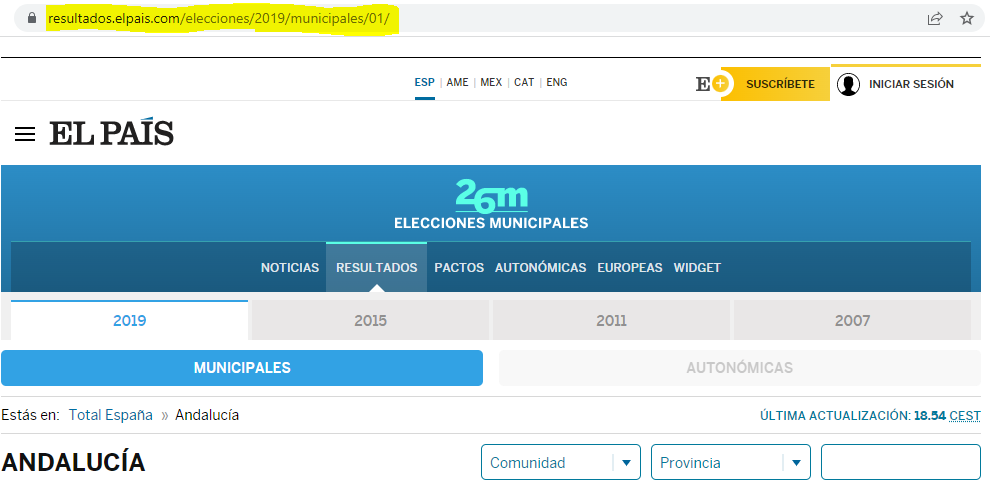 resultados.elpais.com/elecciones/2019/municipales/01/
ESP | AME | MEX | CAT | ENG
E+ SUSCRÍBETE INICIAR SESIÓN
EL PAÍS
26m
ELECCIONES MUNICIPALES
NOTICIAS RESULTADOS PACTOS AUTONÓMICAS EUROPEAS WIDGET
2019 2015 2011 2007
MUNICIPALES AUTONÓMICAS
Estás en: Total España » Andalucía ÚLTIMA ACTUALIZACIÓN: 18.54 CEST
ANDALUCÍA Comunidad Provincia